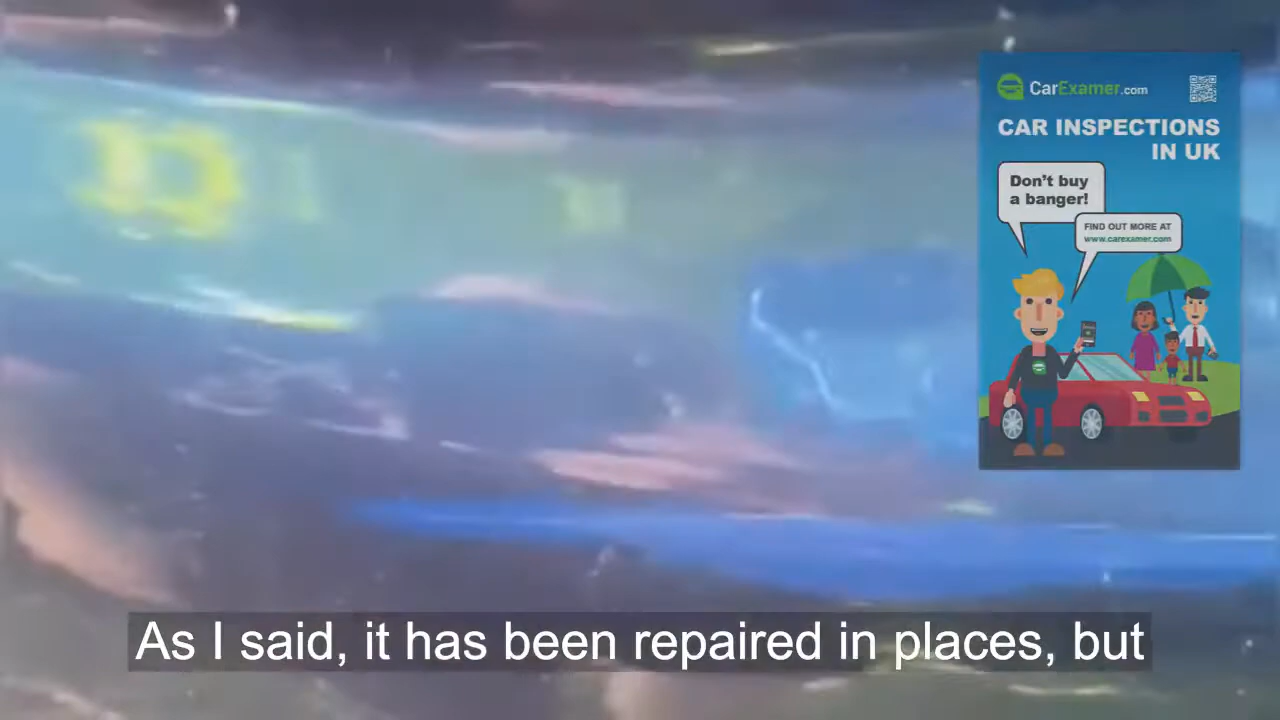 CarExamer.com
CAR INSPECTIONS
IN UK
Don't buy
a banger!
FIND OUT MORE AT
www.carexamer.com
As I said, it has been repaired in places, but